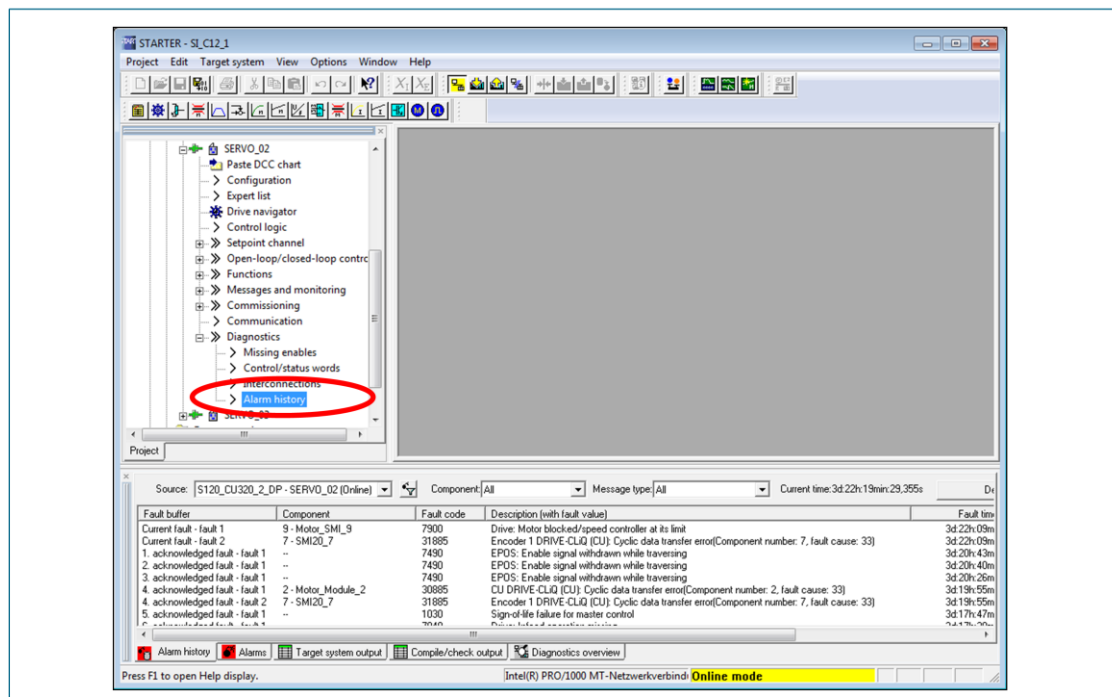 STARTER - SI_C12_1
Project Edit Target system View Options Window Help
SERVO_02
Paste DCC chart
Configuration
Expert list
Drive navigator
Control logic
Setpoint channel
Open-loop/closed-loop contrc
Functions
Messages and monitoring
Commissioning
Communication
Diagnostics
Missing enables
Control/status words
Interconnections
Alarm history
SERVO_03
Project
Source: S120_CU320_2_DP - SERVO_02 (Online) Component: All Message type: All Current time: 3d:22h:19min:29,355s De
Fault buffer Component Fault code Description (with fault value) Fault tim
Current fault - fault 1 9 - Motor_SMI_9 7900 Drive: Motor blocked/speed controller at its limit 3d:22h:09m
Current fault - fault 2 7 - SMI20_7 31885 Encoder 1 DRIVE-CLiQ (CU): Cyclic data transfer error(Component number: 7, fault cause: 33) 3d:22h:09m
1. acknowledged fault - fault 1 -- 7490 EPOS: Enable signal withdrawn while traversing 3d:20h:43m
2. acknowledged fault - fault 1 -- 7490 EPOS: Enable signal withdrawn while traversing 3d:20h:40m
3. acknowledged fault - fault 1 -- 7490 EPOS: Enable signal withdrawn while traversing 3d:20h:26m
4. acknowledged fault - fault 1 2 - Motor_Module_2 30885 CU DRIVE-CLiQ (CU): Cyclic data transfer error(Component number: 2, fault cause: 33) 3d:19h:55m
4. acknowledged fault - fault 2 7 - SMI20_7 31885 Encoder 1 DRIVE-CLiQ (CU): Cyclic data transfer error(Component number: 7, fault cause: 33) 3d:19h:55m
5. acknowledged fault - fault 1 -- 1030 Sign-of-life failure for master control 3d:17h:47m
Alarm history Alarms Target system output Compile/check output Diagnostics overview
Press F1 to open Help display. Intel(R) PRO/1000 MT-Netzwerkverbind Online mode